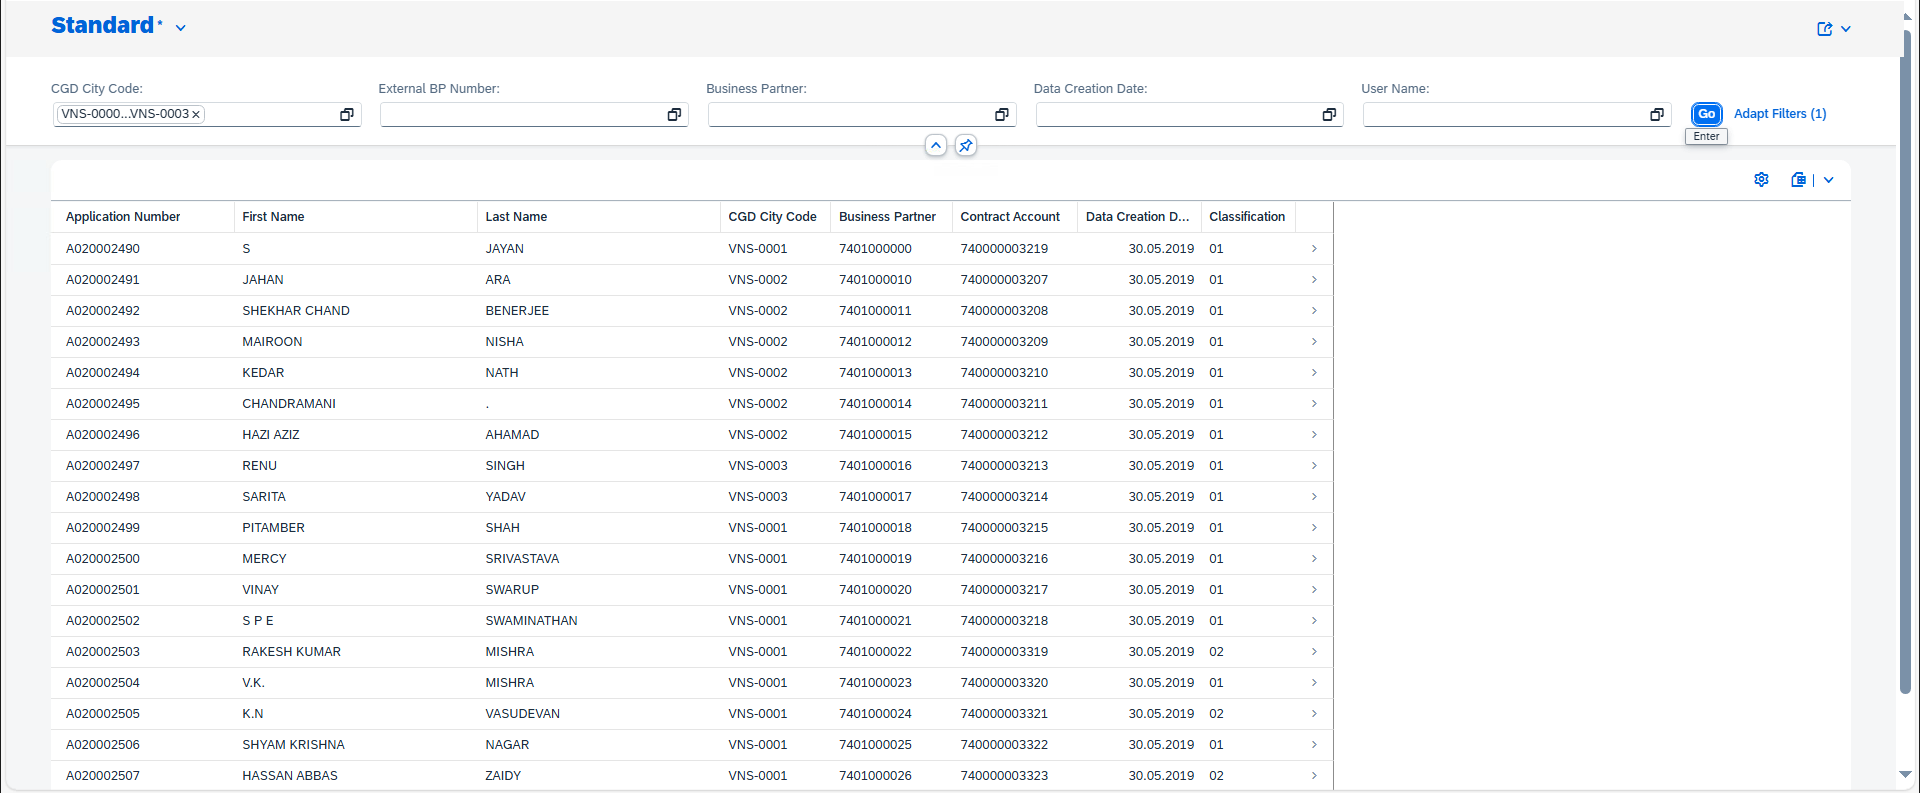 Standard *
CGD City Code: External BP Number: Business Partner: Data Creation Date: User Name:
VNS-0000...VNS-0003 Go Adapt Filters (1)
Enter
Application Number First Name Last Name CGD City Code Business Partner Contract Account Data Creation D... Classification
A020002490 S JAYAN VNS-0001 7401000000 740000003219 30.05.2019 01
A020002491 JAHAN ARA VNS-0002 7401000010 740000003207 30.05.2019 01
A020002492 SHEKHAR CHAND BENERJEE VNS-0002 7401000011 740000003208 30.05.2019 01
A020002493 MAIROON NISHA VNS-0002 7401000012 740000003209 30.05.2019 01
A020002494 KEDAR NATH VNS-0002 7401000013 740000003210 30.05.2019 01
A020002495 CHANDRAMANI . VNS-0002 7401000014 740000003211 30.05.2019 01
A020002496 HAZI AZIZ AHAMAD VNS-0002 7401000015 740000003212 30.05.2019 01
A020002497 RENU SINGH VNS-0003 7401000016 740000003213 30.05.2019 01
A020002498 SARITA YADAV VNS-0003 7401000017 740000003214 30.05.2019 01
A020002499 PITAMBER SHAH VNS-0001 7401000018 740000003215 30.05.2019 01
A020002500 MERCY SRIVASTAVA VNS-0001 7401000019 740000003216 30.05.2019 01
A020002501 VINAY SWARUP VNS-0001 7401000020 740000003217 30.05.2019 01
A020002502 S P E SWAMINATHAN VNS-0001 7401000021 740000003218 30.05.2019 01
A020002503 RAKESH KUMAR MISHRA VNS-0001 7401000022 740000003319 30.05.2019 02
A020002504 V.K. MISHRA VNS-0001 7401000023 740000003320 30.05.2019 01
A020002505 K.N VASUDEVAN VNS-0001 7401000024 740000003321 30.05.2019 02
A020002506 SHYAM KRISHNA NAGAR VNS-0001 7401000025 740000003322 30.05.2019 01
A020002507 HASSAN ABBAS ZAIDY VNS-0001 7401000026 740000003323 30.05.2019 02